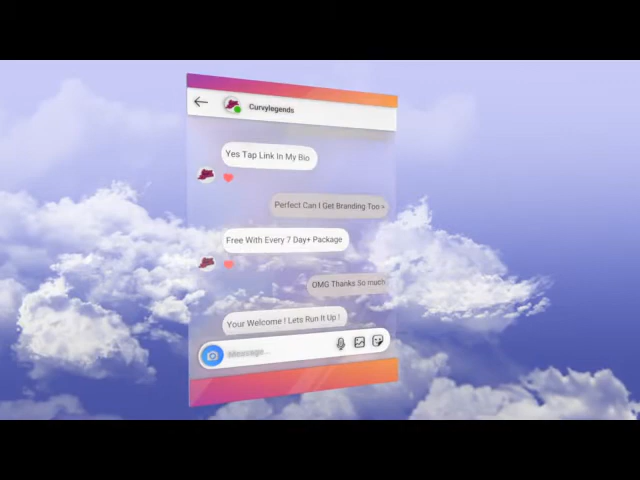 Curvylegends
Yes Tap Link In My Bio
Perfect Can I Get Branding Too »
Free With Every 7 Day+ Package
OMG Thanks So much
Your Welcome ! Lets Run It Up !
Message...